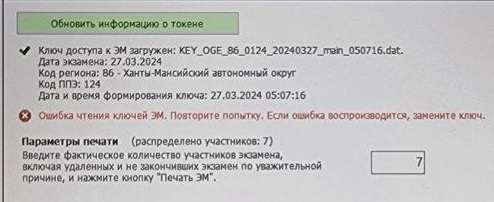 Обновить информацию о токене
Ключ доступа к ЭМ загружен: KEY_OGE_86_0124_20240327_main_050716.dat.
Дата экзамена: 27.03.2024
Код региона: 86 - Ханты-Мансийский автономный округ
Код ППЭ: 124
Дата и время формирования ключа: 27.03.2024 05:07:16
Ошибка чтения ключей ЭМ. Повторите попытку. Если ошибка воспроизводится, замените ключ.
Параметры печати (распределено участников: 7)
Введите фактическое количество участников экзамена,
включая удаленных и не закончивших экзамен по уважительной
причине, и нажмите кнопку "Печать ЭМ".
7